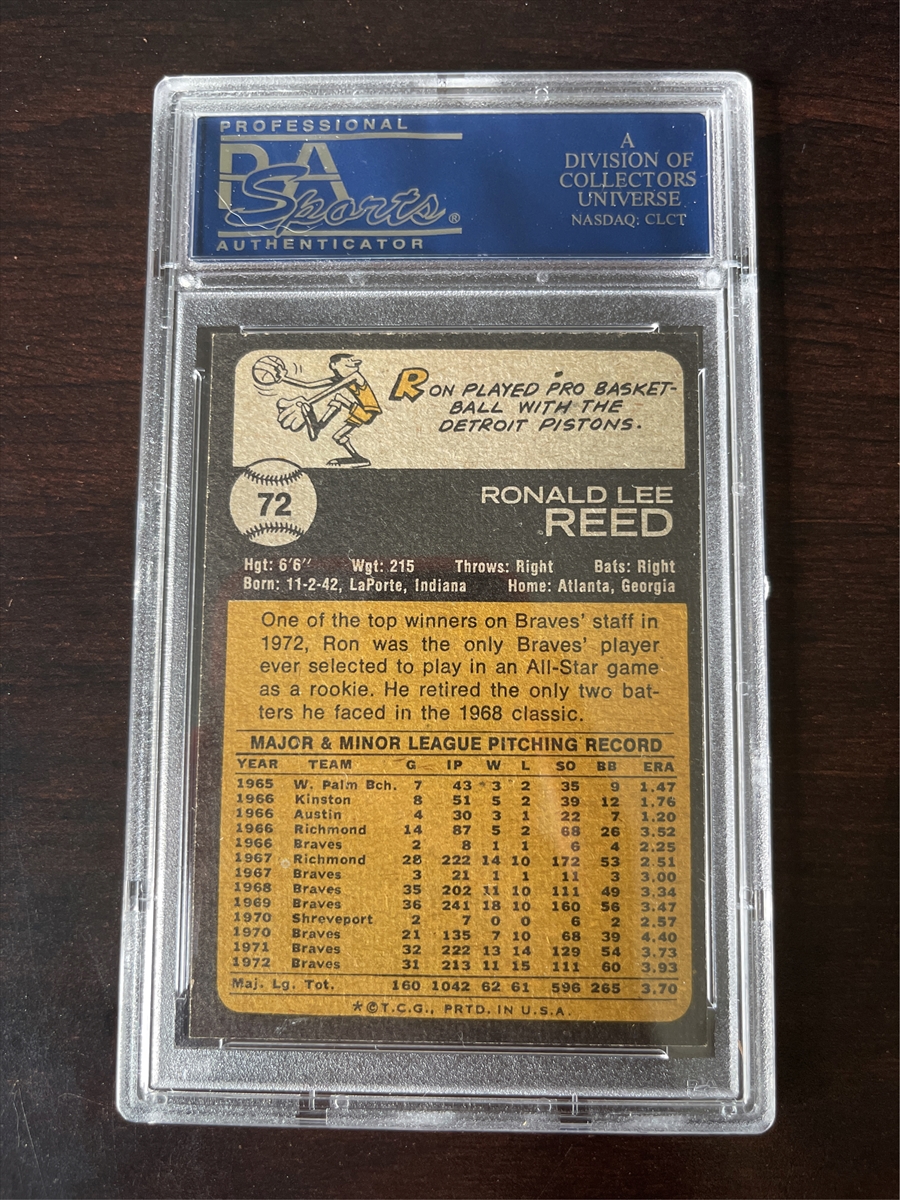 PROFESSIONAL
PSA
Sports®
AUTHENTICATOR
A
DIVISION OF
COLLECTORS
UNIVERSE
NASDAQ: CLCT
RON PLAYED PRO BASKET-
BALL WITH THE
DETROIT PISTONS.
72
RONALD LEE
REED
Hgt: 6'6" Wgt: 215 Throws: Right Bats: Right
Born: 11-2-42, LaPorte, Indiana Home: Atlanta, Georgia
One of the top winners on Braves' staff in
1972, Ron was the only Braves' player
ever selected to play in an All-Star game
as a rookie. He retired the only two bat-
ters he faced in the 1968 classic.
MAJOR & MINOR LEAGUE PITCHING RECORD
YEAR TEAM G IP W L SO BB ERA
1965 W. Palm Bch. 7 43 3 2 35 9 1.47
1966 Kinston 8 51 5 2 39 12 1.76
1966 Austin 4 30 3 1 22 7 1.20
1966 Richmond 14 87 5 2 68 26 3.52
1966 Braves 2 8 1 1 6 4 2.25
1967 Richmond 28 222 14 10 172 53 2.51
1967 Braves 3 21 1 1 11 3 3.00
1968 Braves 35 202 11 10 111 49 3.34
1969 Braves 36 241 18 10 160 56 3.47
1970 Shreveport 2 7 0 0 6 2 2.57
1970 Braves 21 135 7 10 68 39 4.40
1971 Braves 32 222 13 14 129 54 3.73
1972 Braves 31 213 11 15 111 60 3.93
Maj. Lg. Tot. 160 1042 62 61 596 265 3.70
*©T.C.G., PRTD. IN U.S.A.